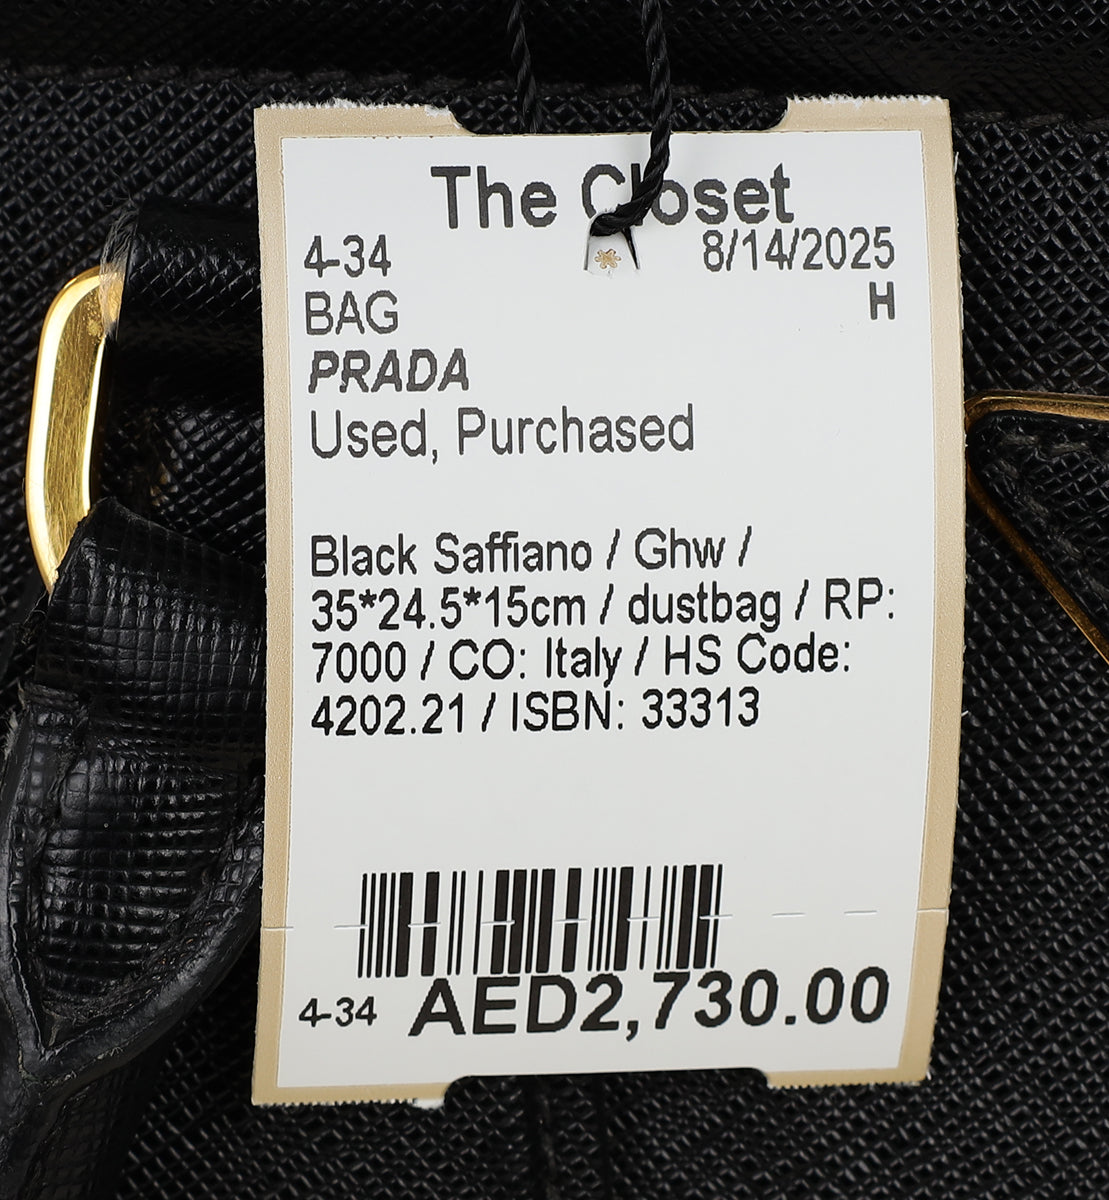 The Closet
4-34 8/14/2025
BAG H
PRADA
Used, Purchased
Black Saffiano / Ghw /
35*24.5*15cm / dustbag / RP:
7000 / CO: Italy / HS Code:
4202.21 / ISBN: 33313
4-34 AED2,730.00